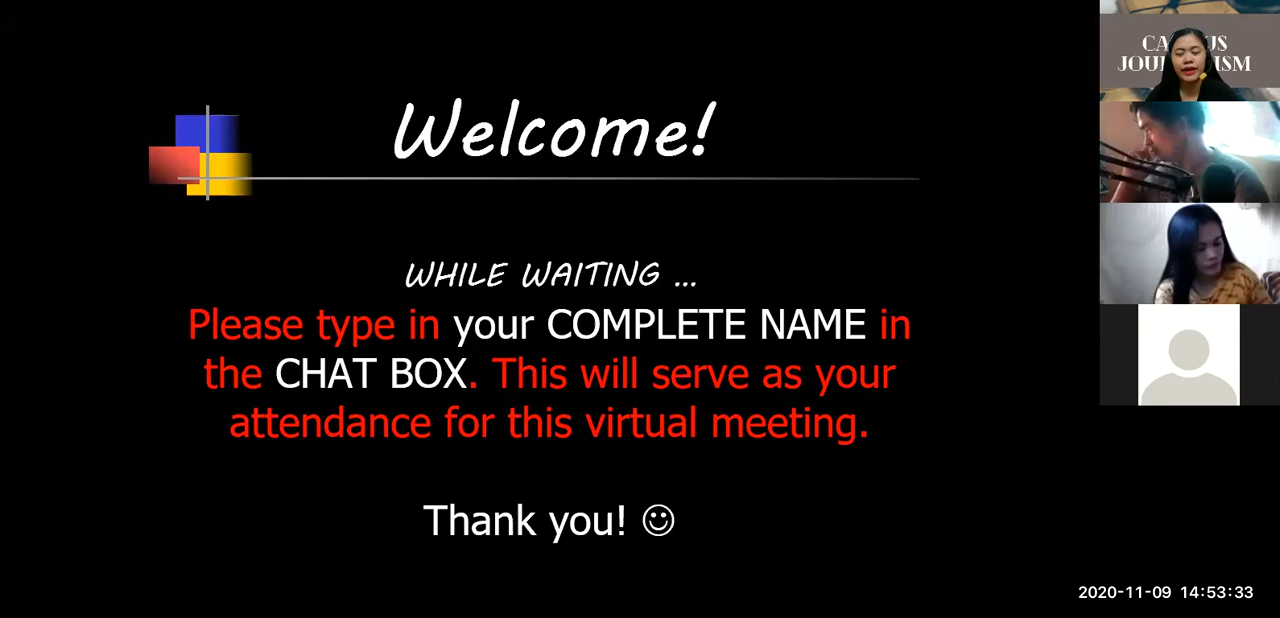 Welcome!
WHILE WAITING ...
Please type in your COMPLETE NAME in
the CHAT BOX. This will serve as your
attendance for this virtual meeting.
Thank you! ☺
2020-11-09 14:53:33